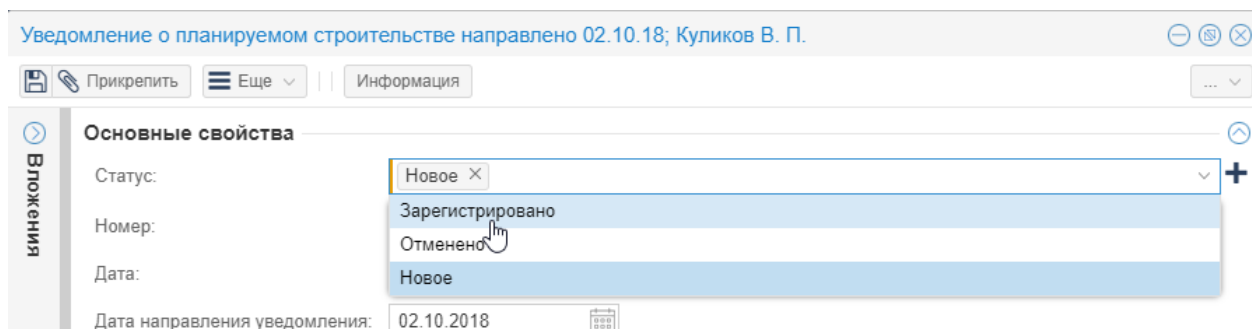 Уведомление о планируемом строительстве направлено 02.10.18; Куликов В. П.
Прикрепить Еще Информация ...
Основные свойства
Вложения
Статус: Новое
Зарегистрировано
Номер:
Отменено
Дата: Новое
Дата направления уведомления: 02.10.2018